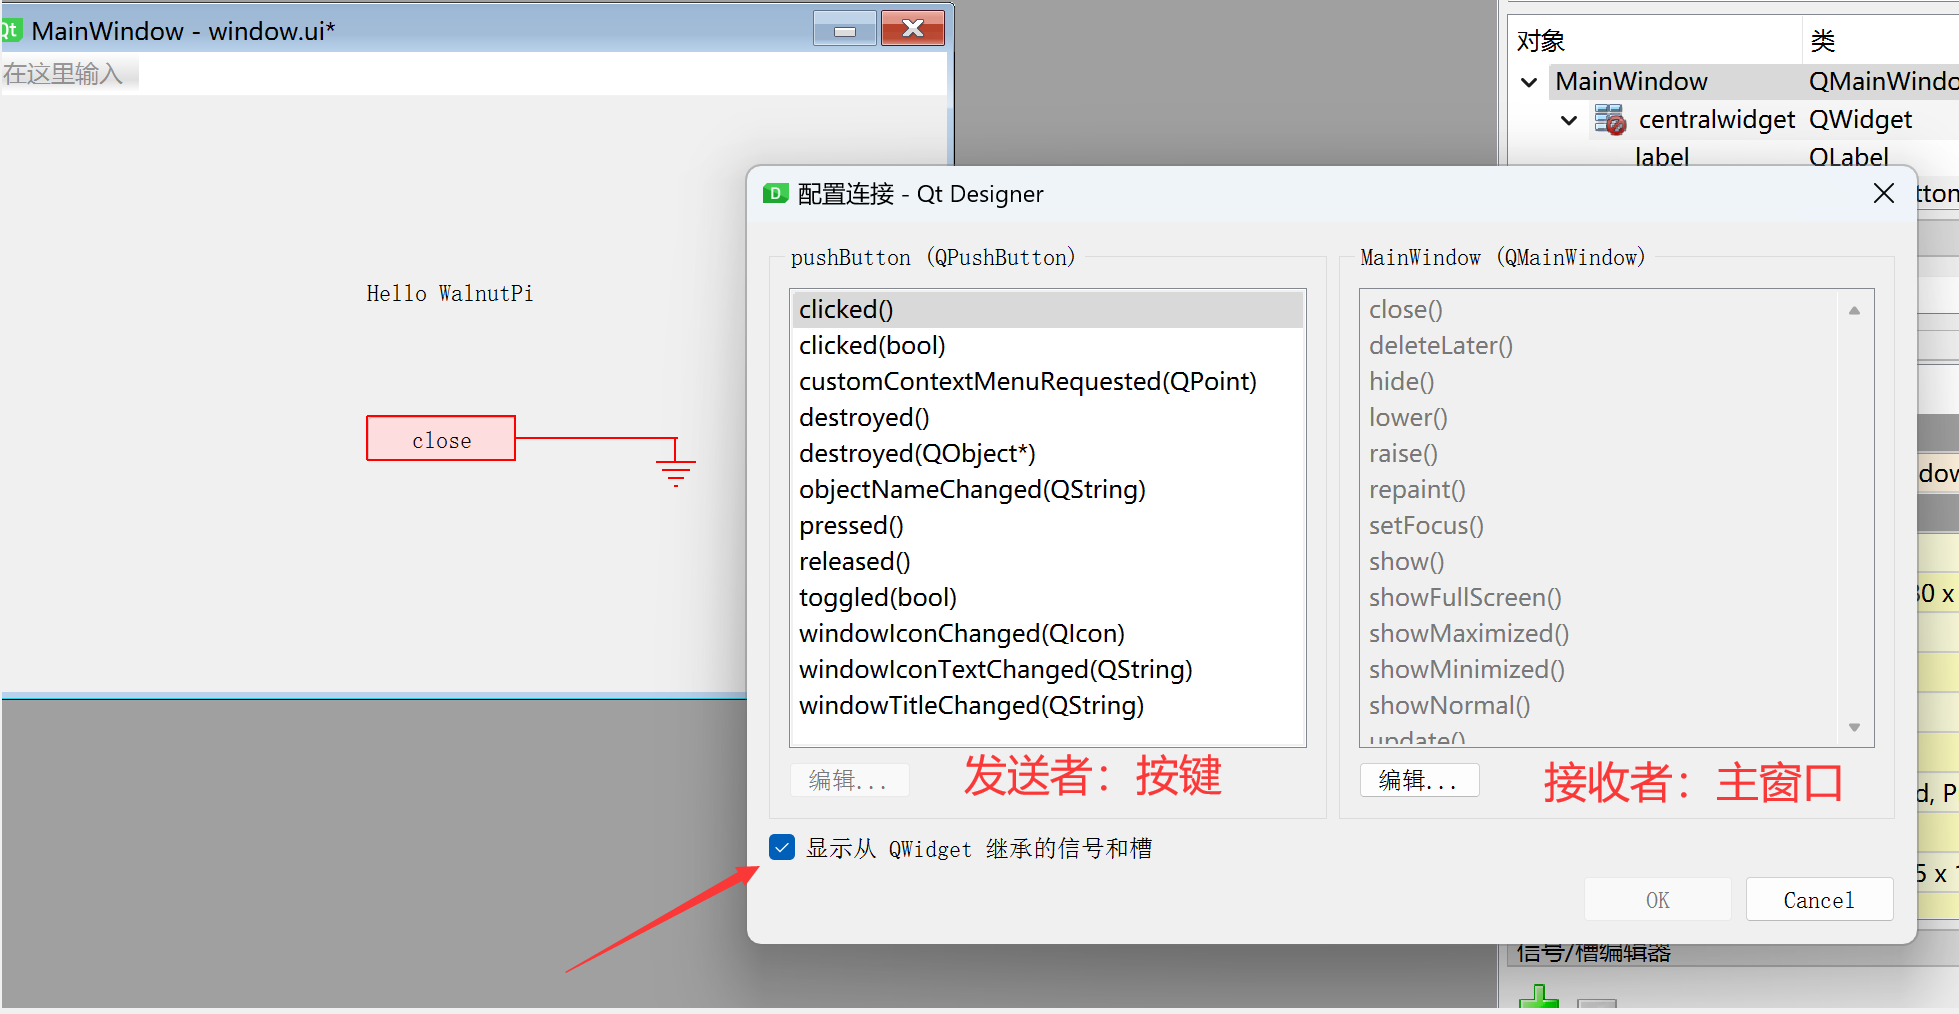 MainWindow - window.ui*
在这里输入
Hello WalnutPi
close
对象 类
MainWindow QMainWindo
centralwidget QWidget
label QLabel
tton
配置连接 - Qt Designer
pushButton (QPushButton)
clicked()
clicked(bool)
customContextMenuRequested(QPoint)
destroyed()
destroyed(QObject*)
objectNameChanged(QString)
pressed()
released()
toggled(bool)
windowIconChanged(QIcon)
windowIconTextChanged(QString)
windowTitleChanged(QString)
编辑...
发送者：按键
MainWindow (QMainWindow)
close()
deleteLater()
hide()
lower()
raise()
repaint()
setFocus()
show()
showFullScreen()
showMaximized()
showMinimized()
showNormal()
update()
编辑...
接收者：主窗口
显示从 QWidget 继承的信号和槽
OK Cancel
dow
30 x
d, P
5 x 1
信号/槽编辑器